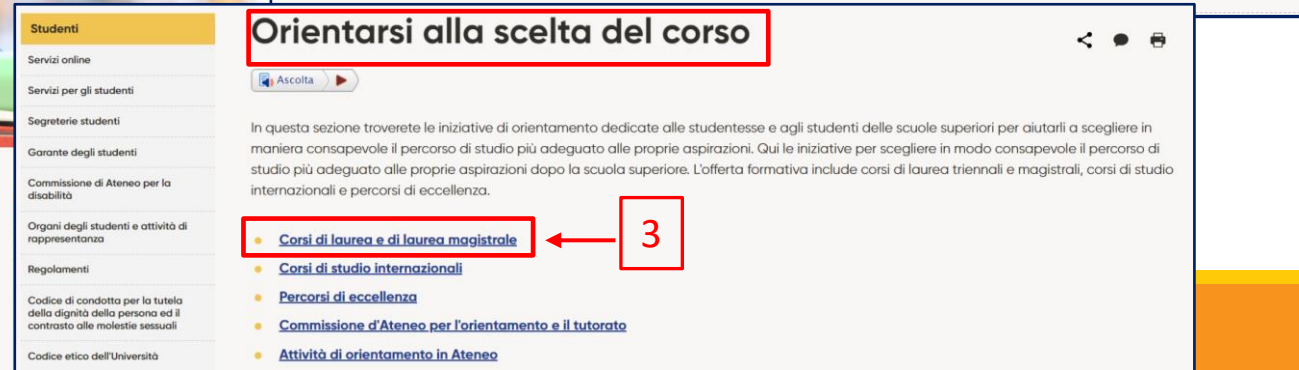 Studenti
Servizi online
Servizi per gli studenti
Segreterie studenti
Garante degli studenti
Commissione di Ateneo per la
disabilità
Organi degli studenti e attività di
rappresentanza
Regolamenti
Codice di condotta per la tutela
della dignità della persona ed il
contrasto alle molestie sessuali
Codice etico dell'Università
Orientarsi alla scelta del corso
Ascolta
In questa sezione troverete le iniziative di orientamento dedicate alle studentesse e agli studenti delle scuole superiori per aiutarli a scegliere in
maniera consapevole il percorso di studio più adeguato alle proprie aspirazioni. Qui le iniziative per scegliere in modo consapevole il percorso di
studio più adeguato alle proprie aspirazioni dopo la scuola superiore. L'offerta formativa include corsi di laurea triennali e magistrali, corsi di studio
internazionali e percorsi di eccellenza.
Corsi di laurea e di laurea magistrale
3
Corsi di studio internazionali
Percorsi di eccellenza
Commissione d'Ateneo per l'orientamento e il tutorato
Attività di orientamento in Ateneo